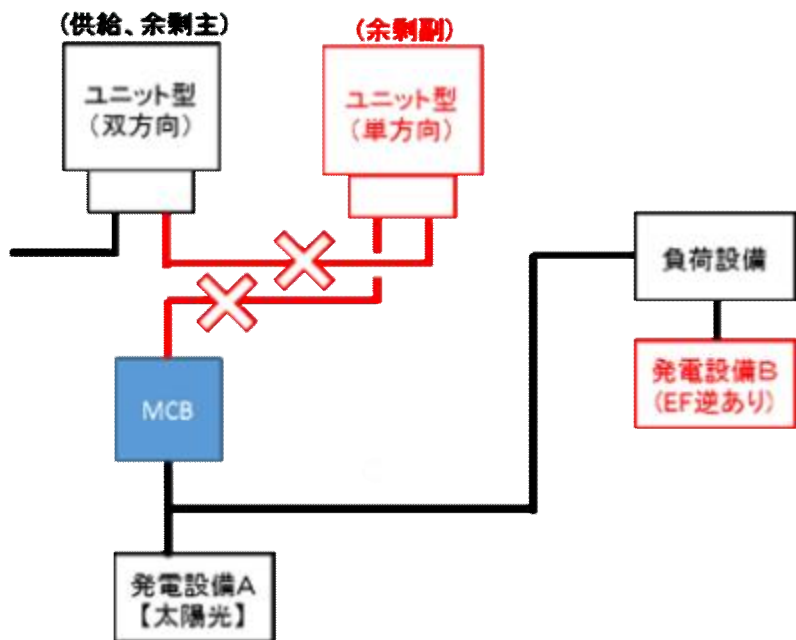 (供給、余剰主)
(余剰副)
ユニット型
(双方向)
ユニット型
(単方向)
負荷設備
発電設備B
(EF逆あり)
MCB
発電設備A
【太陽光】